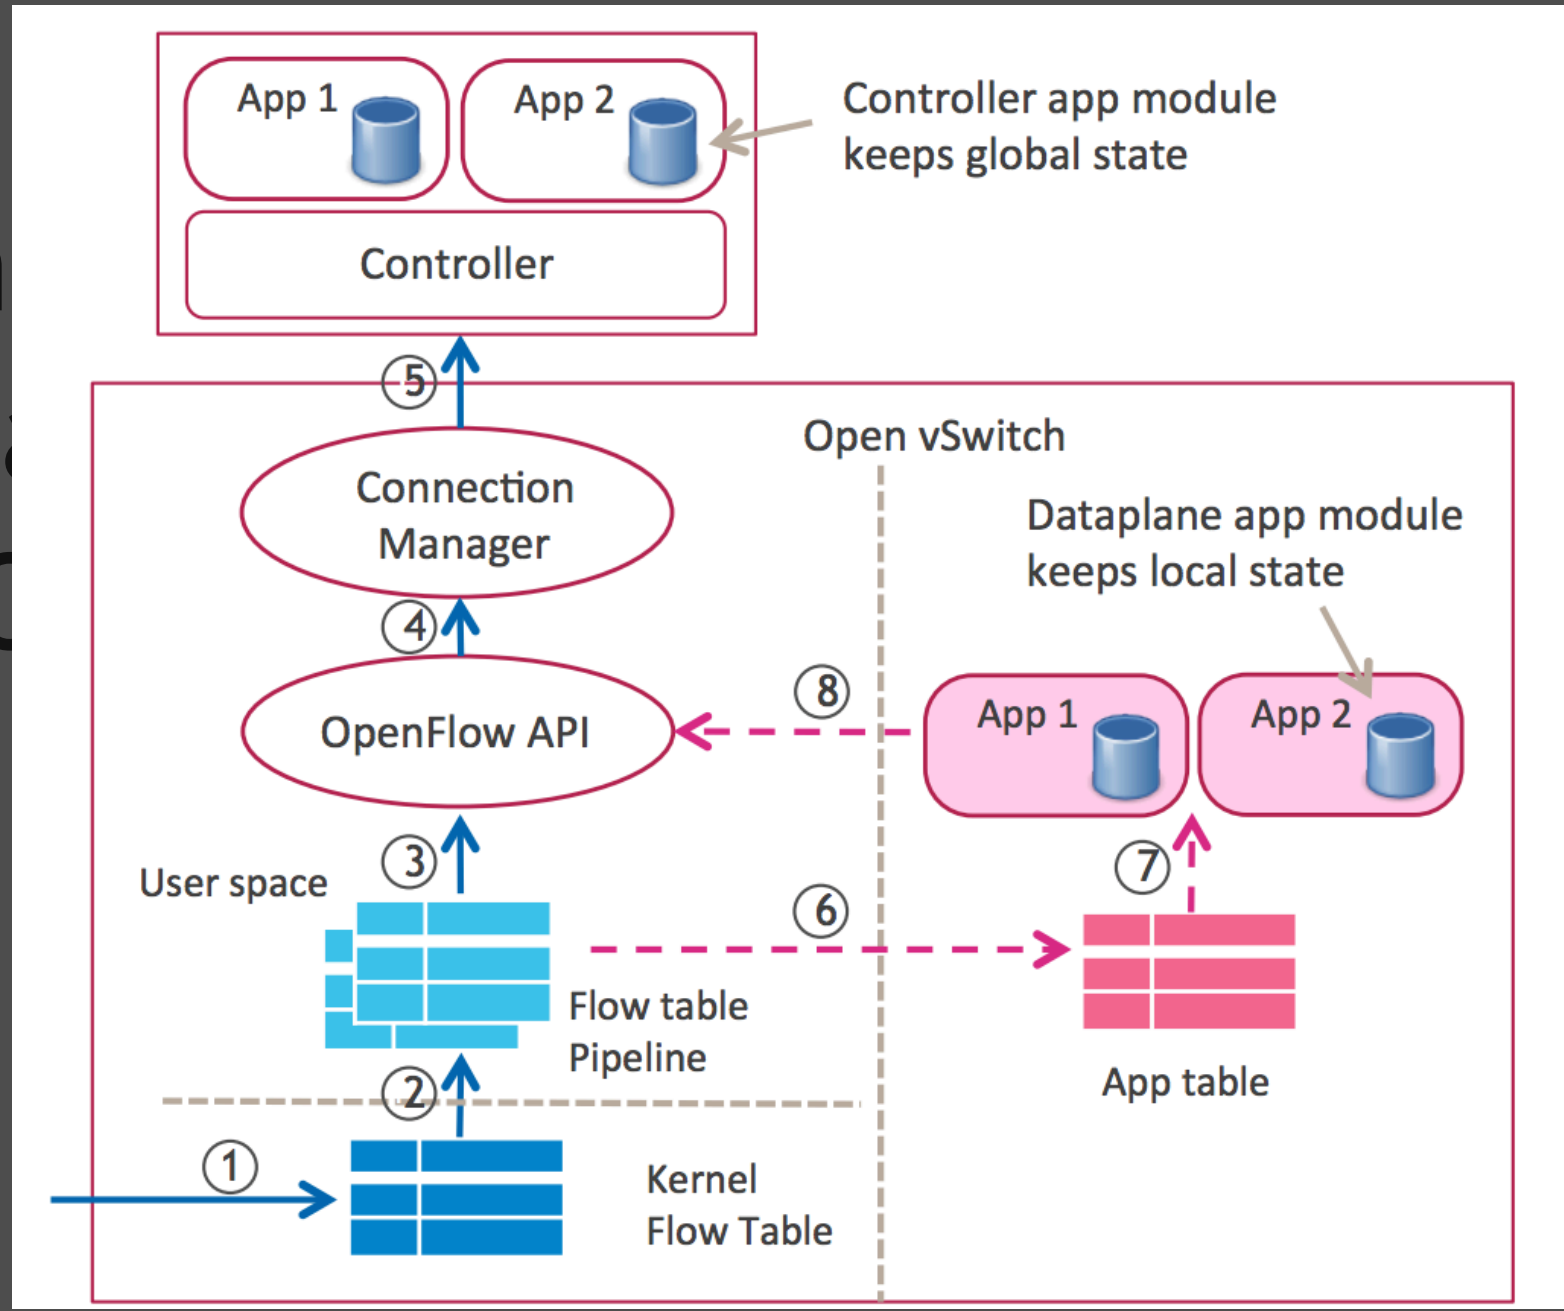 App 1
App 2
Controller app module
keeps global state
Controller
5
Open vSwitch
Connection
Manager
Dataplane app module
keeps local state
4
8
App 1
App 2
OpenFlow API
3
7
User space
6
Flow table
Pipeline
App table
2
1
Kernel
Flow Table